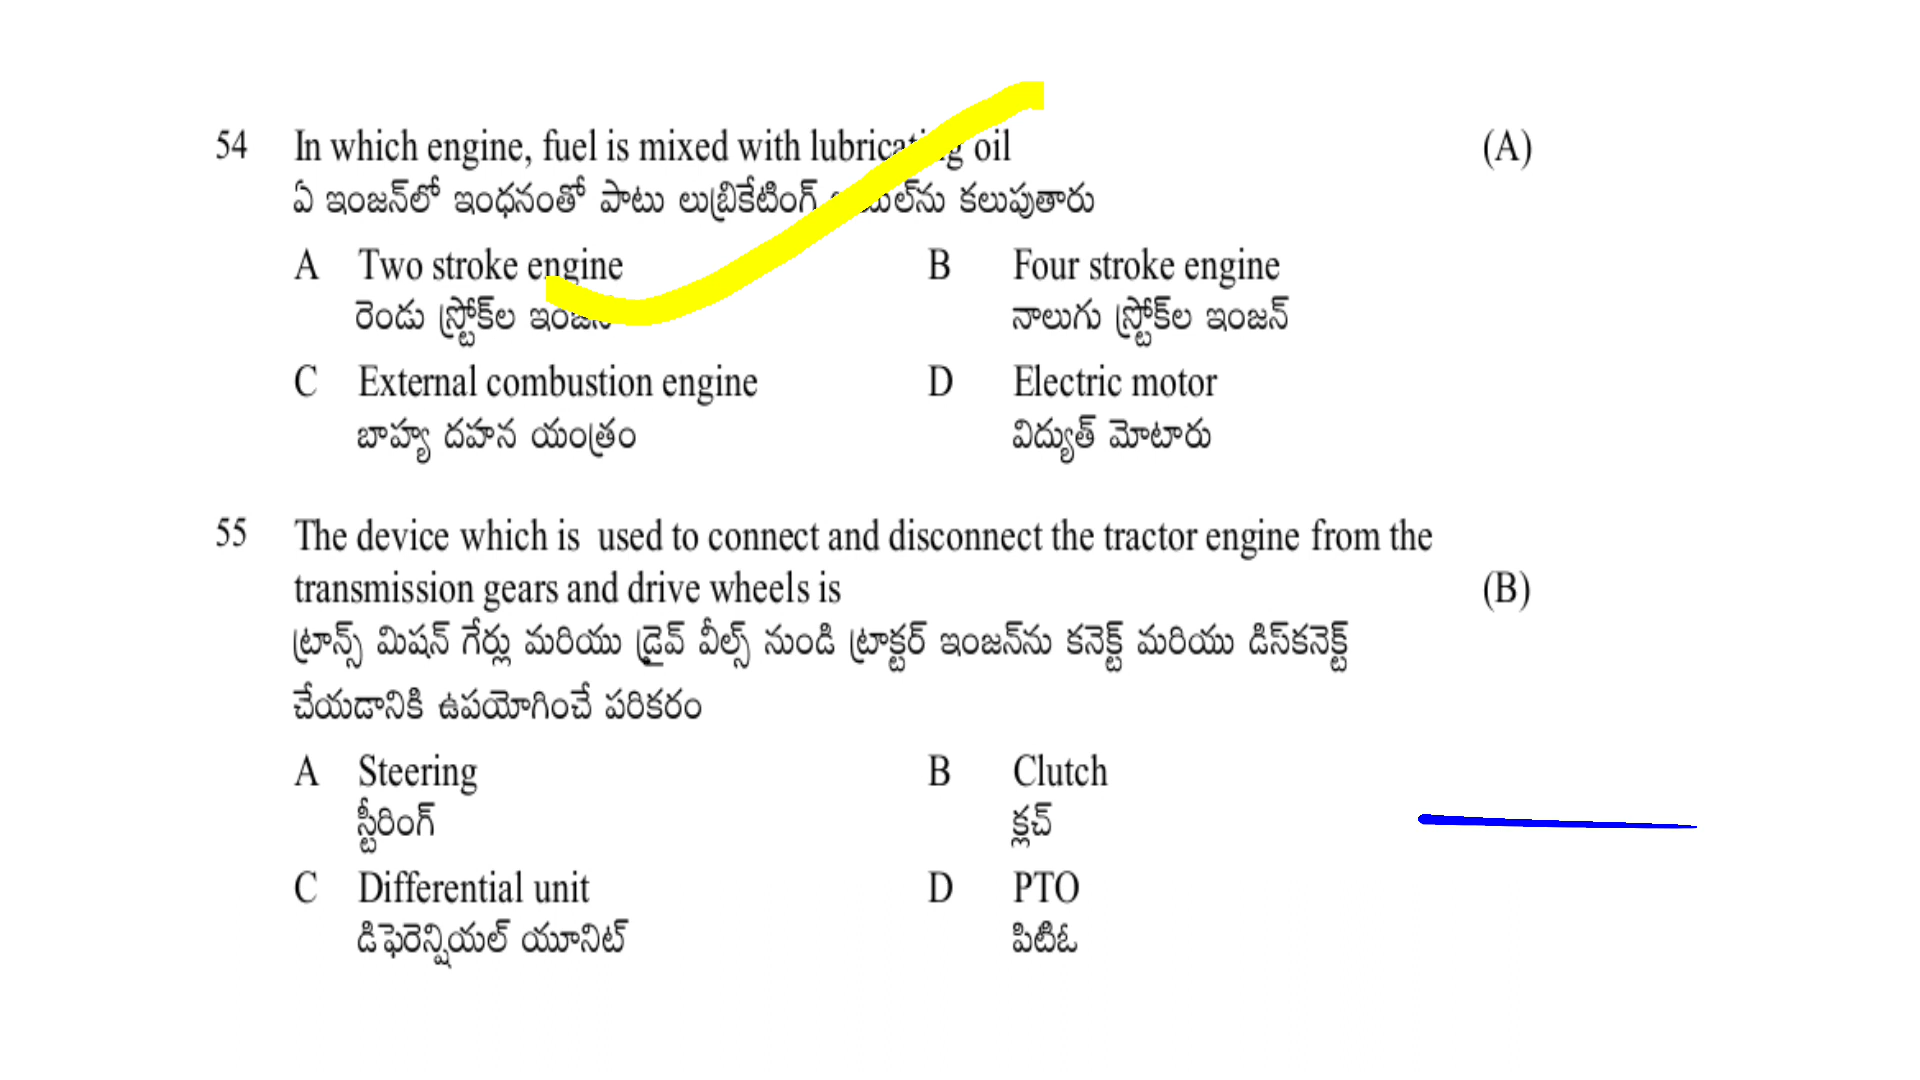 54 In which engine, fuel is mixed with lubricating oil (A)
ఏ ఇంజన్‌లో ఇంధనంతో పాటు లుబ్రికేటింగ్ ఆయిల్‌ను కలుపుతారు
A Two stroke engine B Four stroke engine
రెండు స్ట్రోక్‌ల ఇంజన్ నాలుగు స్ట్రోక్‌ల ఇంజన్
C External combustion engine D Electric motor
బాహ్య దహన యంత్రం విద్యుత్ మోటారు
55 The device which is used to connect and disconnect the tractor engine from the
transmission gears and drive wheels is (B)
ట్రాన్స్ మిషన్ గేర్లు మరియు డ్రైవ్ వీల్స్ నుండి ట్రాక్టర్ ఇంజన్‌ను కనెక్ట్ మరియు డిస్‌కనెక్ట్
చేయడానికి ఉపయోగించే పరికరం
A Steering B Clutch
స్టీరింగ్ క్లచ్
C Differential unit D PTO
డిఫెరెన్షియల్ యూనిట్ పిటిఓ